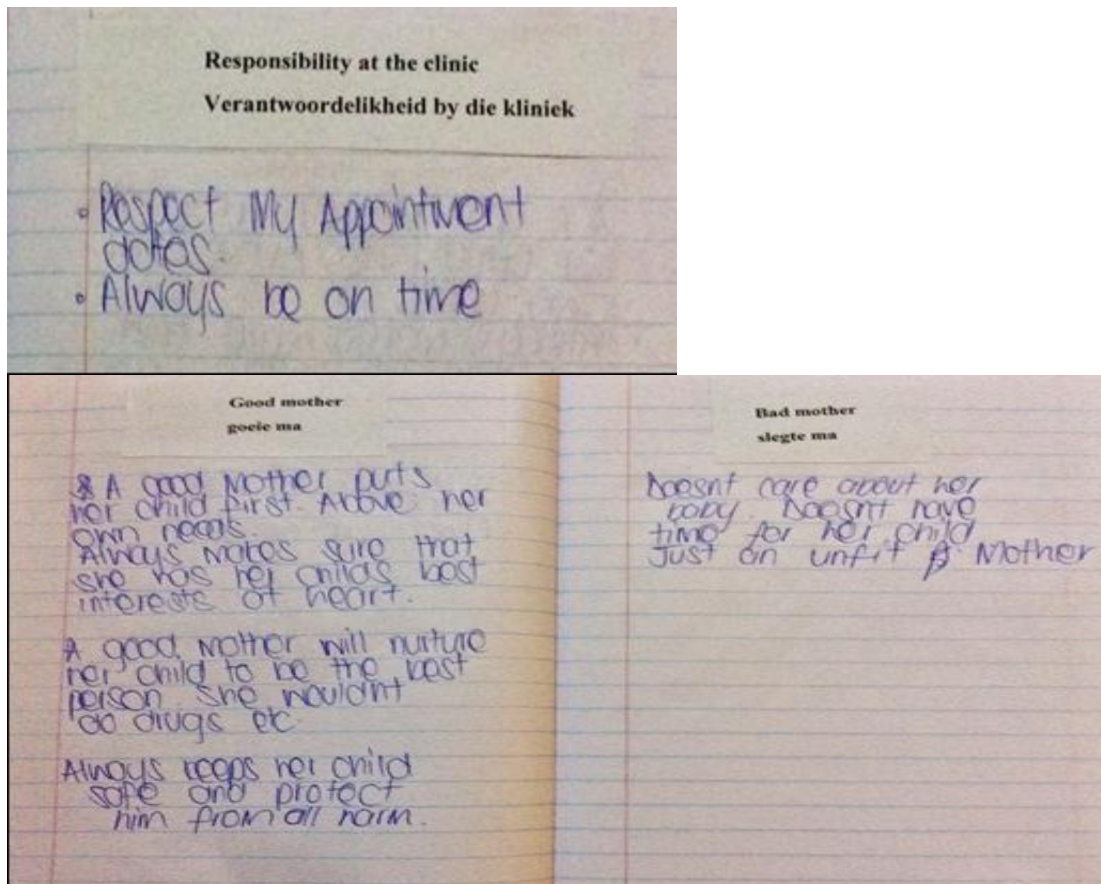 Responsibility at the clinic
Verantwoordelikheid by die kliniek
Respect My Appointment
dates.
Always be on time
Good mother
goeie ma
A good Mother puts
her child first. Above her
own needs.
Always makes sure that
she has her childs best
interests at heart.
A good Mother will nurture
her child to be the best
person. She wouldnt
do drugs etc
Always keeps her child
safe and protect
him from all harm.
Bad mother
slegte ma
Doesnt care about her
baby. Doesnt have
time for her child
Just an unfit Mother